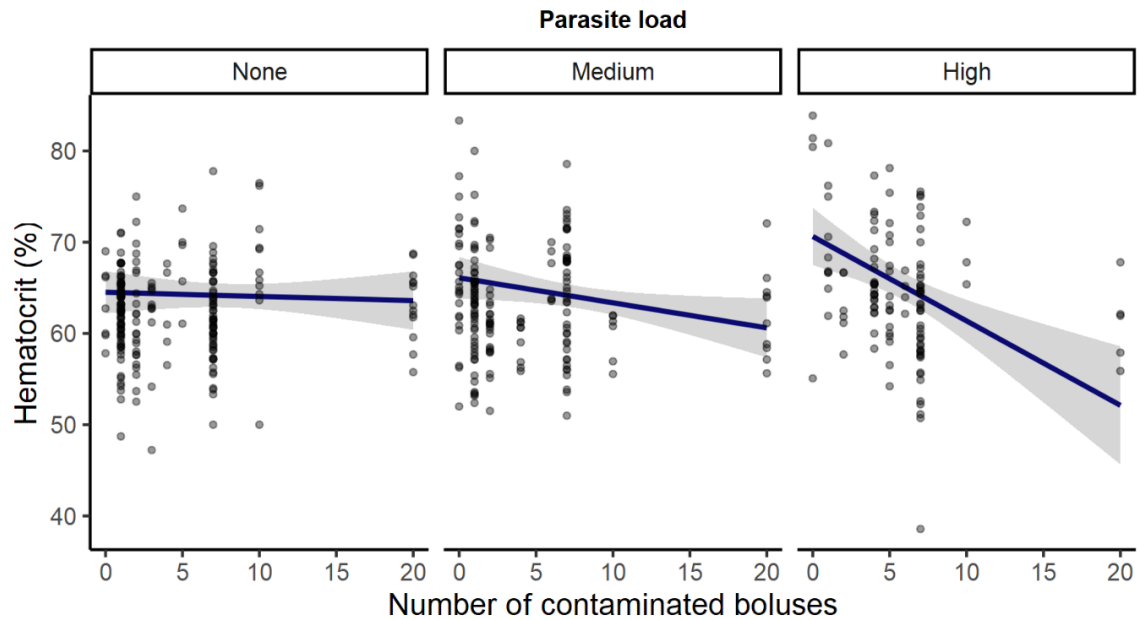 Parasite load
None Medium High
Hematocrit (%)
80
70
60
50
40
0 5 10 15 20 0 5 10 15 20 0 5 10 15 20
Number of contaminated boluses